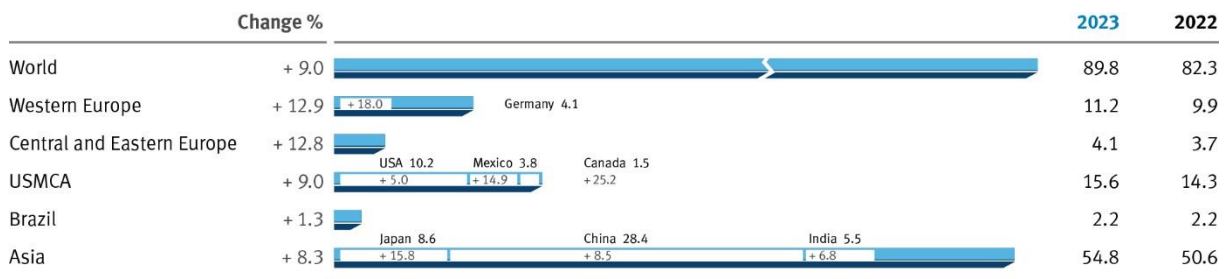 Change % 2023 2022
World + 9.0 89.8 82.3
Western Europe + 12.9 + 18.0 Germany 4.1 11.2 9.9
Central and Eastern Europe + 12.8 4.1 3.7
USA 10.2 Mexico 3.8 Canada 1.5
USMCA + 9.0 + 5.0 + 14.9 + 25.2 15.6 14.3
Brazil + 1.3 2.2 2.2
Japan 8.6 China 28.4 India 5.5
Asia + 8.3 + 15.8 + 8.5 + 6.8 54.8 50.6